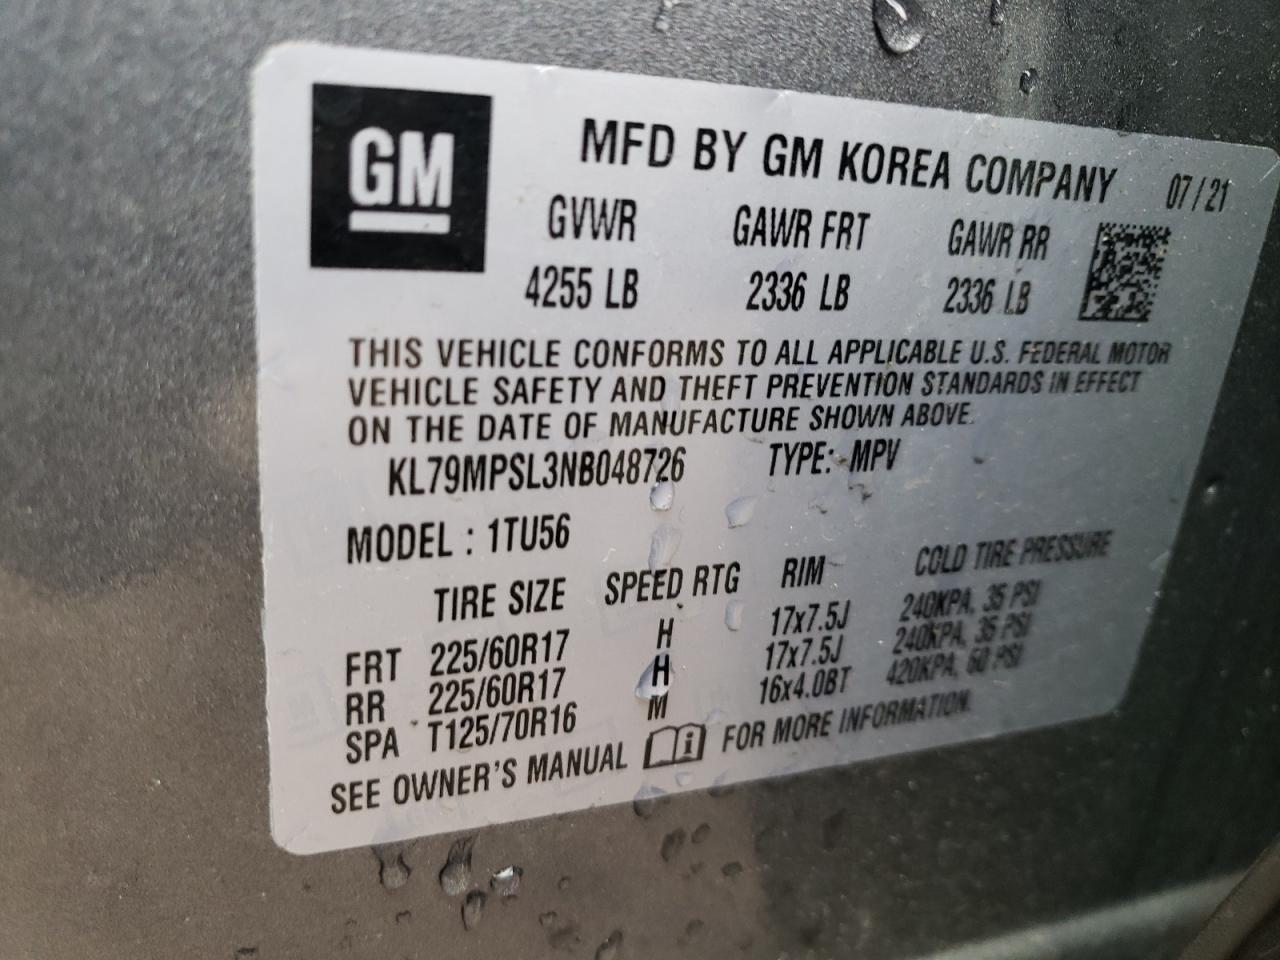 GM
MFD BY GM KOREA COMPANY 07/21
GVWR GAWR FRT GAWR RR
4255 LB 2336 LB 2336 LB
THIS VEHICLE CONFORMS TO ALL APPLICABLE U.S. FEDERAL MOTOR
VEHICLE SAFETY AND THEFT PREVENTION STANDARDS IN EFFECT
ON THE DATE OF MANUFACTURE SHOWN ABOVE.
KL79MPSL3NB048726 TYPE: MPV
MODEL : 1TU56
TIRE SIZE SPEED RTG RIM COLD TIRE PRESSURE
FRT 225/60R17 H 17x7.5J 240KPA, 35 PSI
RR 225/60R17 H 17x7.5J 240KPA, 35 PSI
SPA T125/70R16 M 16x4.0BT 420KPA, 60 PSI
SEE OWNER'S MANUAL FOR MORE INFORMATION.